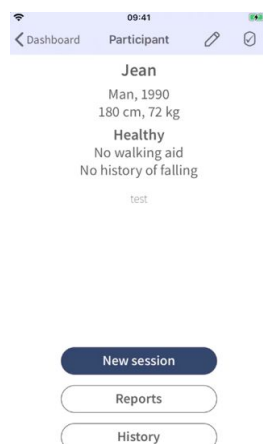 09:41
Dashboard Participant
Jean
Man, 1990
180 cm, 72 kg
Healthy
No walking aid
No history of falling
test
New session
Reports
History